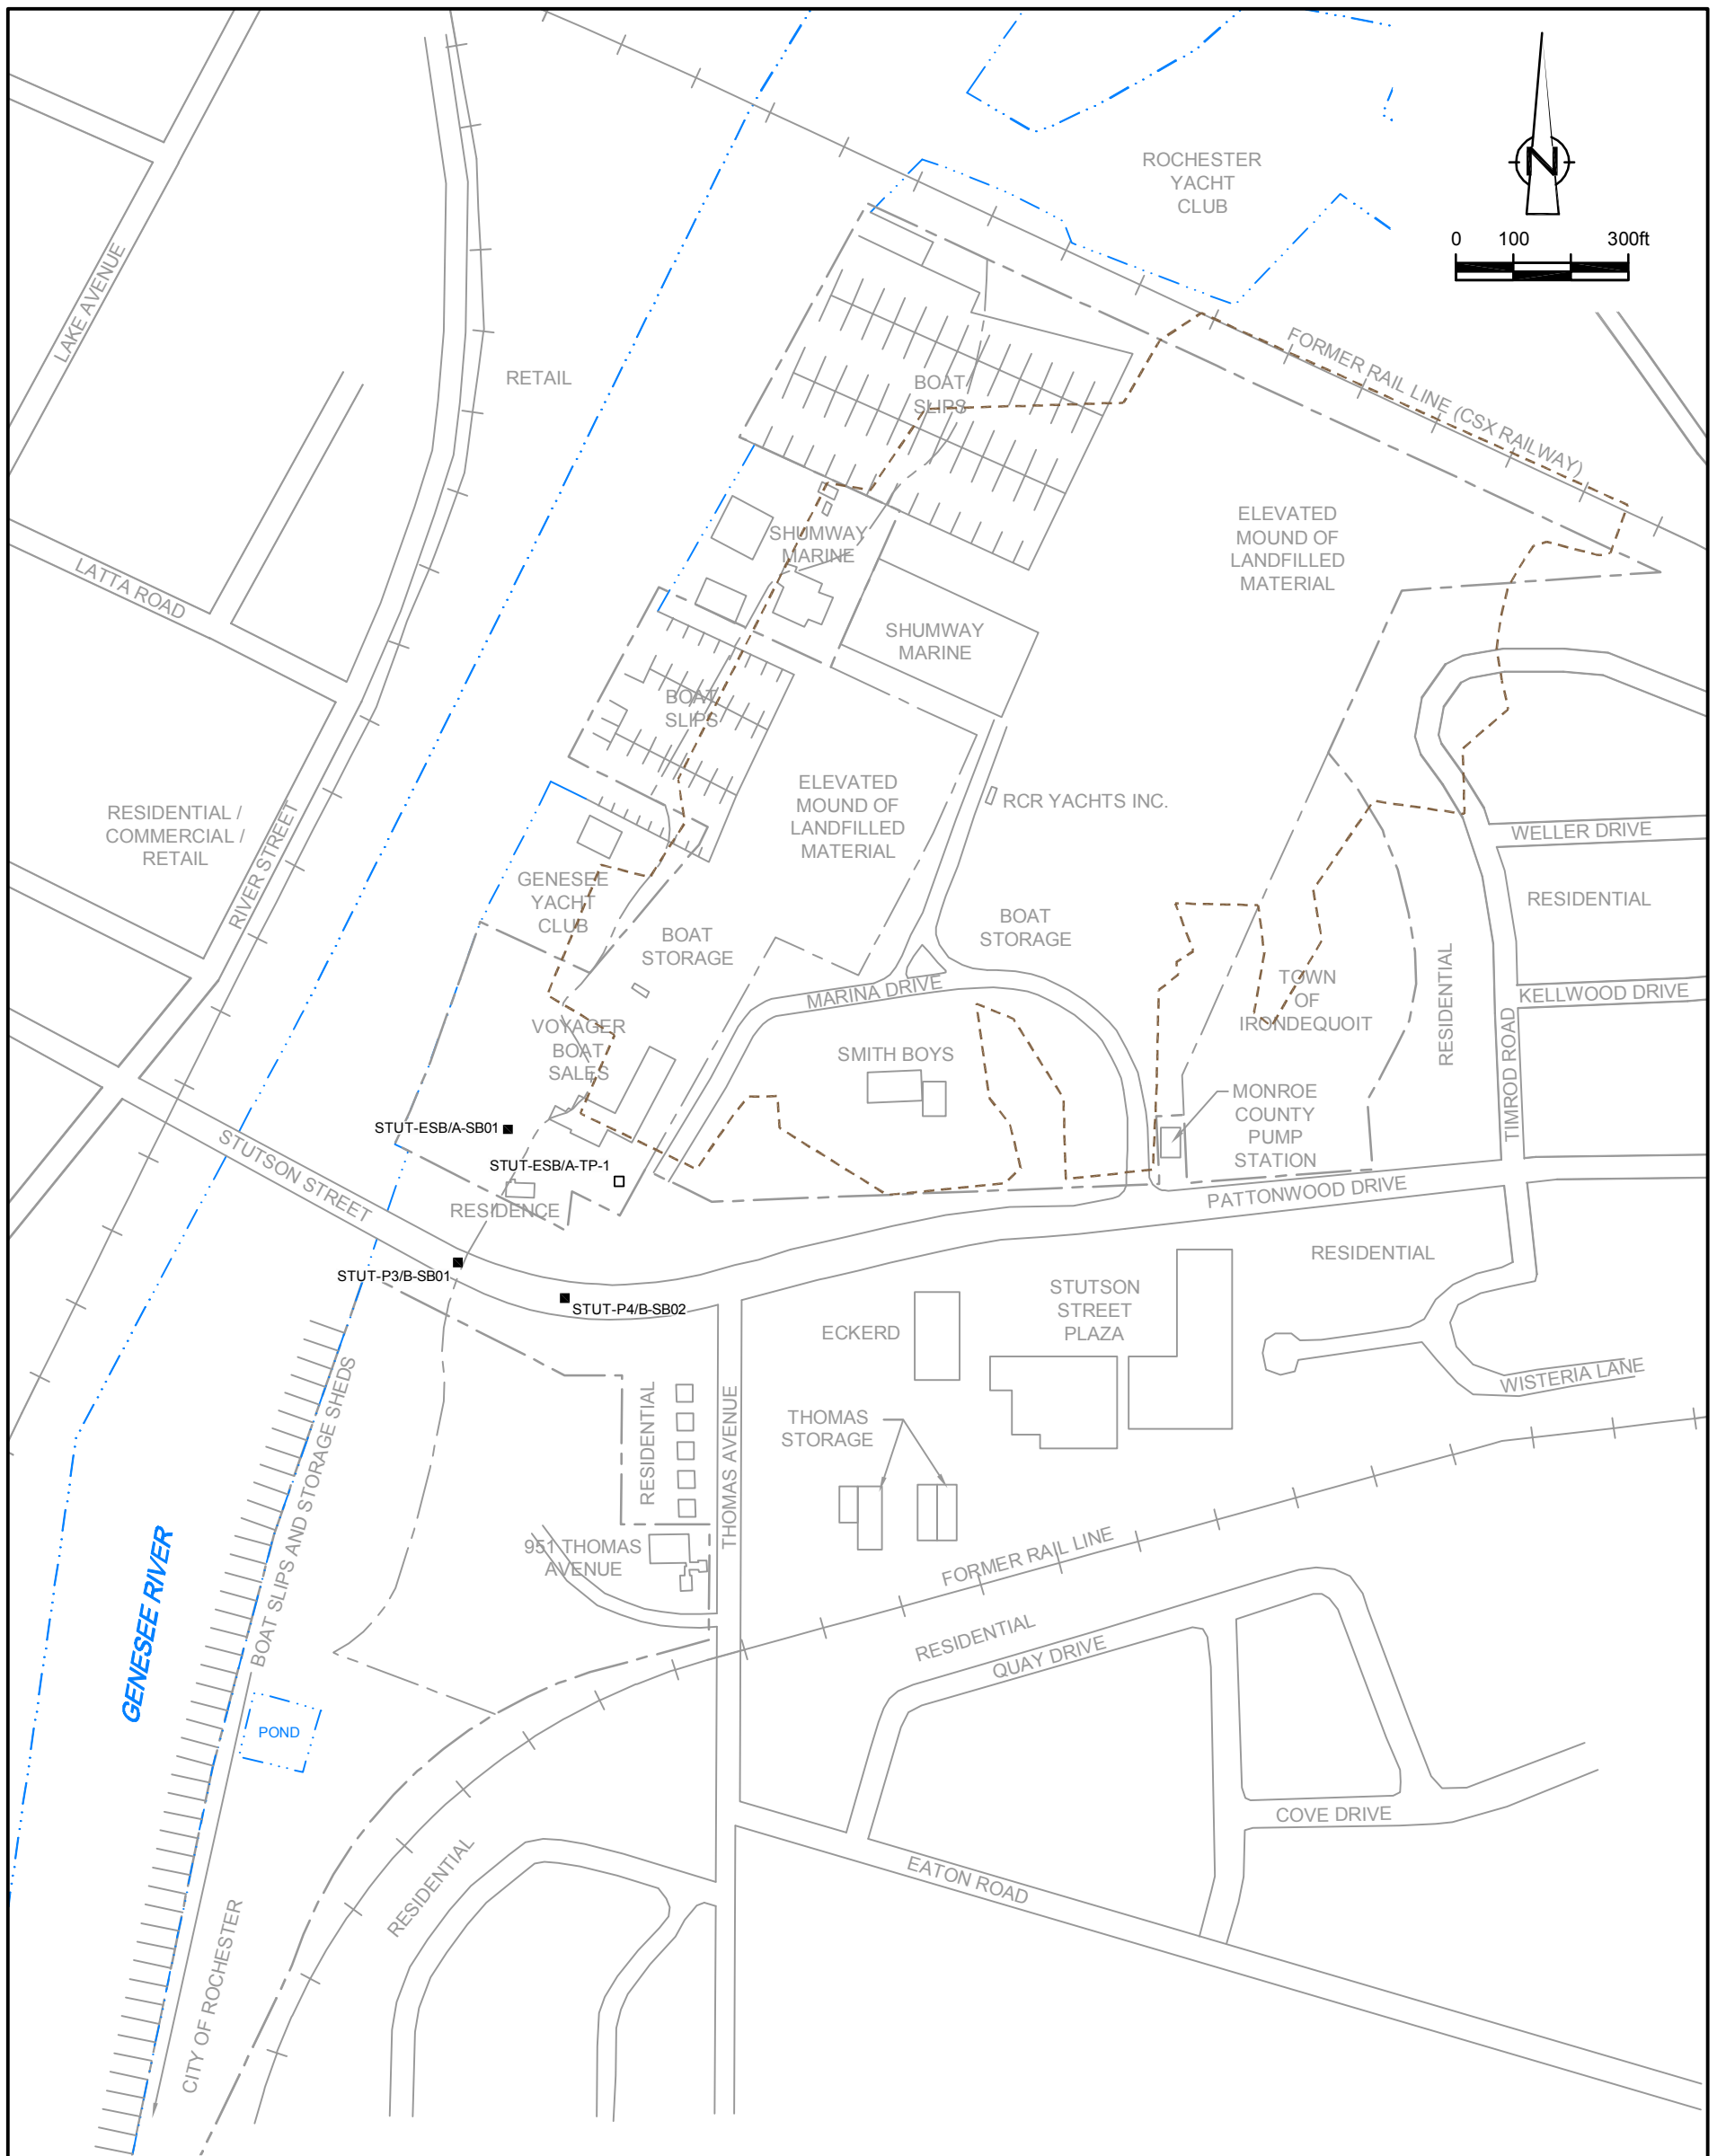 ROCHESTER
YACHT
CLUB
N
0 100 300ft
LAKE AVENUE
RETAIL
BOAT
SLIPS
FORMER RAIL LINE (CSX RAILWAY)
SHUMWAY
MARINE
ELEVATED
MOUND OF
LANDFILLED
MATERIAL
LATTA ROAD
SHUMWAY
MARINE
BOAT
SLIPS
ELEVATED
MOUND OF
LANDFILLED
MATERIAL
RCR YACHTS INC.
RESIDENTIAL /
COMMERCIAL /
RETAIL
RIVER STREET
WELLER DRIVE
RESIDENTIAL
GENESEE
YACHT
CLUB
BOAT
STORAGE
BOAT
STORAGE
MARINA DRIVE
TOWN
OF
IRONDEQUOIT
RESIDENTIAL
KELLWOOD DRIVE
TIMROD ROAD
VOYAGER
BOAT
SALES
SMITH BOYS
MONROE
COUNTY
PUMP
STATION
STUT-ESB/A-SB01
STUT-ESB/A-TP-1
STUTSON STREET
RESIDENCE
PATTONWOOD DRIVE
STUT-P3/B-SB01
STUT-P4/B-SB02
RESIDENTIAL
STUTSON
STREET
PLAZA
ECKERD
WISTERIA LANE
BOAT SLIPS AND STORAGE SHEDS
RESIDENTIAL
THOMAS AVENUE
THOMAS
STORAGE
951 THOMAS
AVENUE
FORMER RAIL LINE
GENESEE RIVER
RESIDENTIAL
QUAY DRIVE
POND
COVE DRIVE
RESIDENTIAL
EATON ROAD
CITY OF ROCHESTER